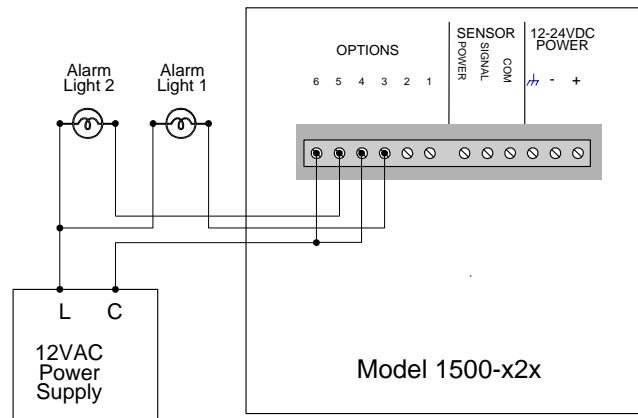 SENSOR
12-24VDC
POWER
OPTIONS
POWER
SIGNAL
COM
6 5 4 3 2 1
- +
Alarm
Light 2
Alarm
Light 1
L C
12VAC
Power
Supply
Model 1500-x2x